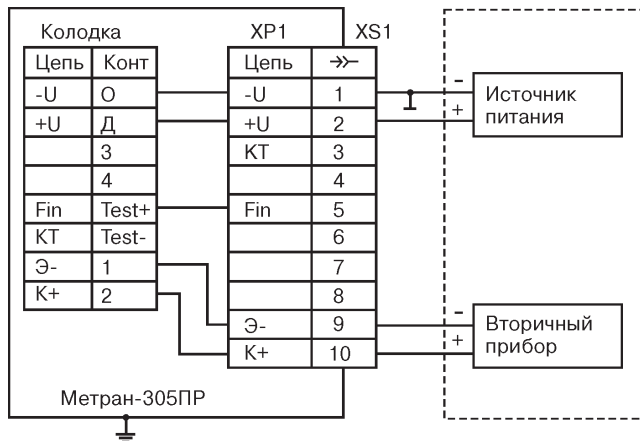 Колодка XP1 XS1
Цепь Конт Цепь
-U О -U 1 - Источник питания
+U Д +U 2 +
3 КТ 3
4 4
Fin Test+ Fin 5
КТ Test- 6
Э- 1 7
К+ 2 8
Э- 9 - Вторичный прибор
К+ 10 +
Метран-305ПР